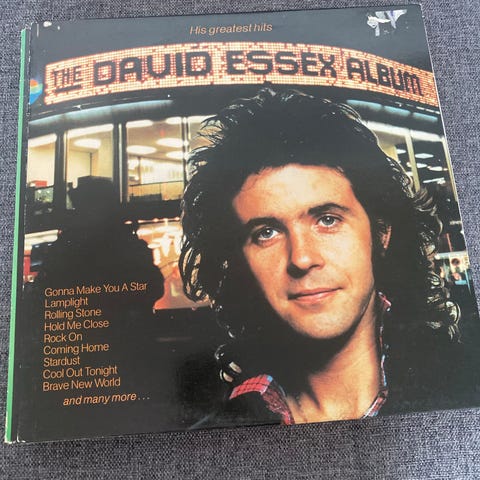 His greatest hits
THE DAVID ESSEX ALBUM
Gonna Make You A Star
Lamplight
Rolling Stone
Hold Me Close
Rock On
Coming Home
Stardust
Cool Out Tonight
Brave New World
and many more...